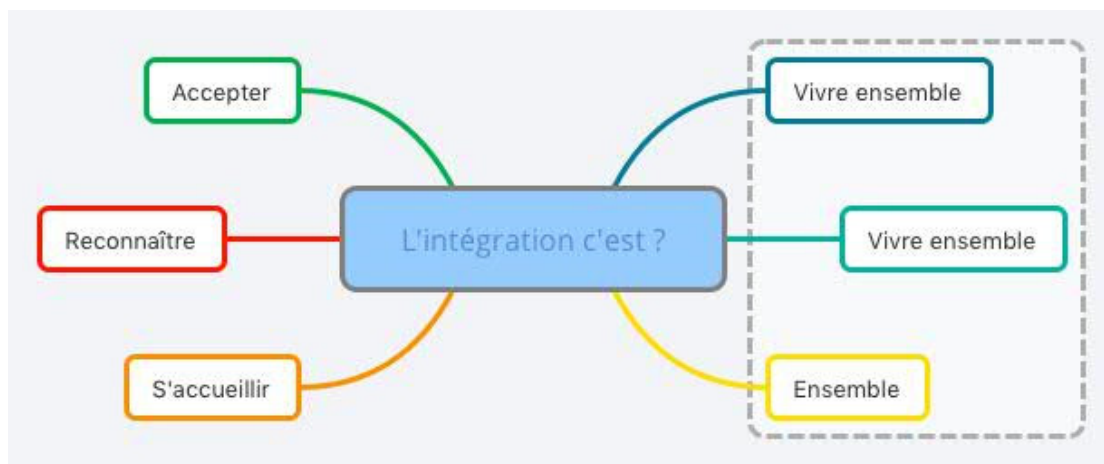 Accepter
Vivre ensemble
Reconnaître
L'intégration c'est ?
Vivre ensemble
S'accueillir
Ensemble